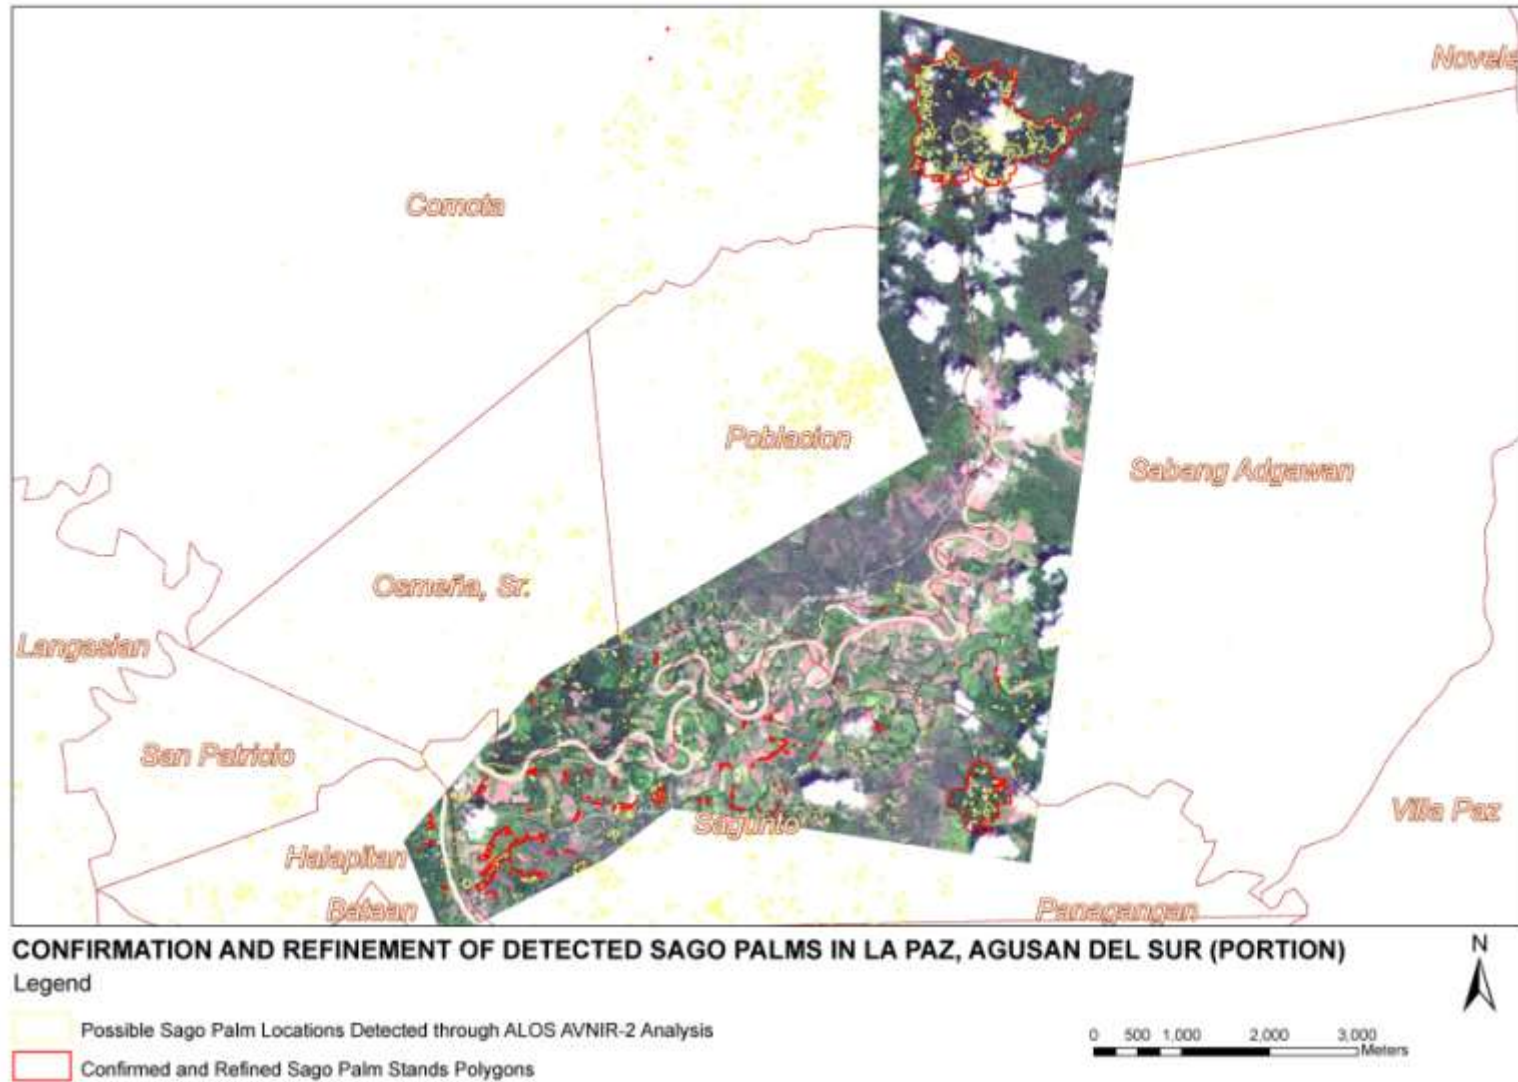 Novele
Comota
Poblacion
Sabang Adgawan
Osmeña, Sr.
Langasian
San Patricio
Villa Paz
Sagunto
Halapitan
Bataan
Panagangan
CONFIRMATION AND REFINEMENT OF DETECTED SAGO PALMS IN LA PAZ, AGUSAN DEL SUR (PORTION)
N
Legend
Possible Sago Palm Locations Detected through ALOS AVNIR-2 Analysis
Confirmed and Refined Sago Palm Stands Polygons
0 500 1,000 2,000 3,000
Meters